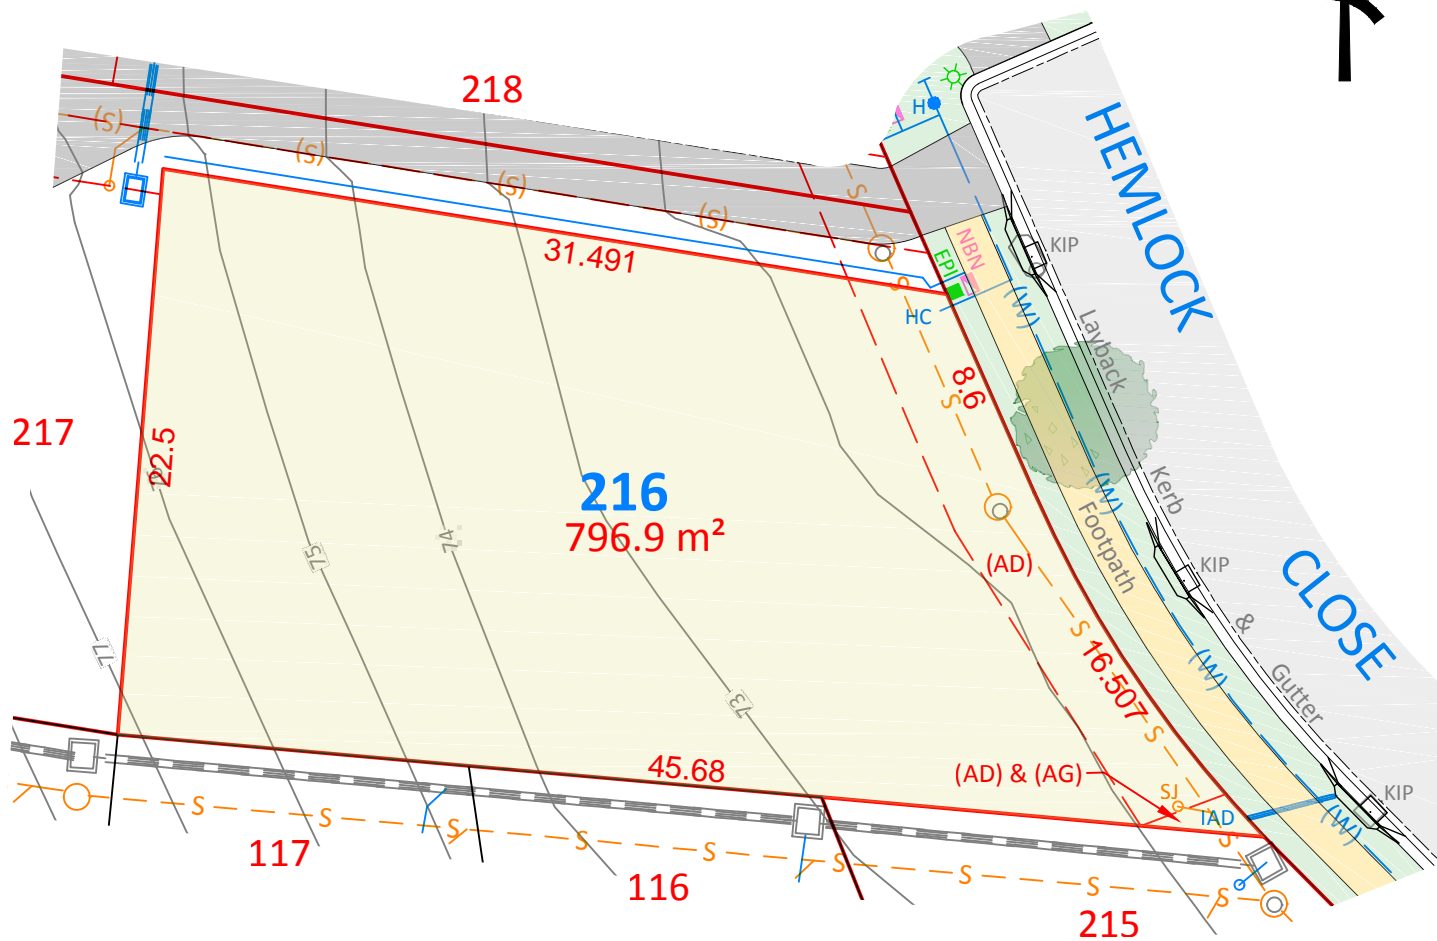 218
(S)
(S)
(S)
(S)
S
H
HEMLOCK
KIP
31.491
EPI
NBN
S
(W)
HC
Layback
8.6
S
217
22.5
76
216
796.9 m²
75
74
(W)
Kerb
Footpath
(AD)
KIP
CLOSE
S
&
77
73
16.507
(W)
Gutter
S
45.68
(AD) & (AG)
SJ
IAD
KIP
(W)
S
S
S
S
S
S
S
S
S
S
117
116
215